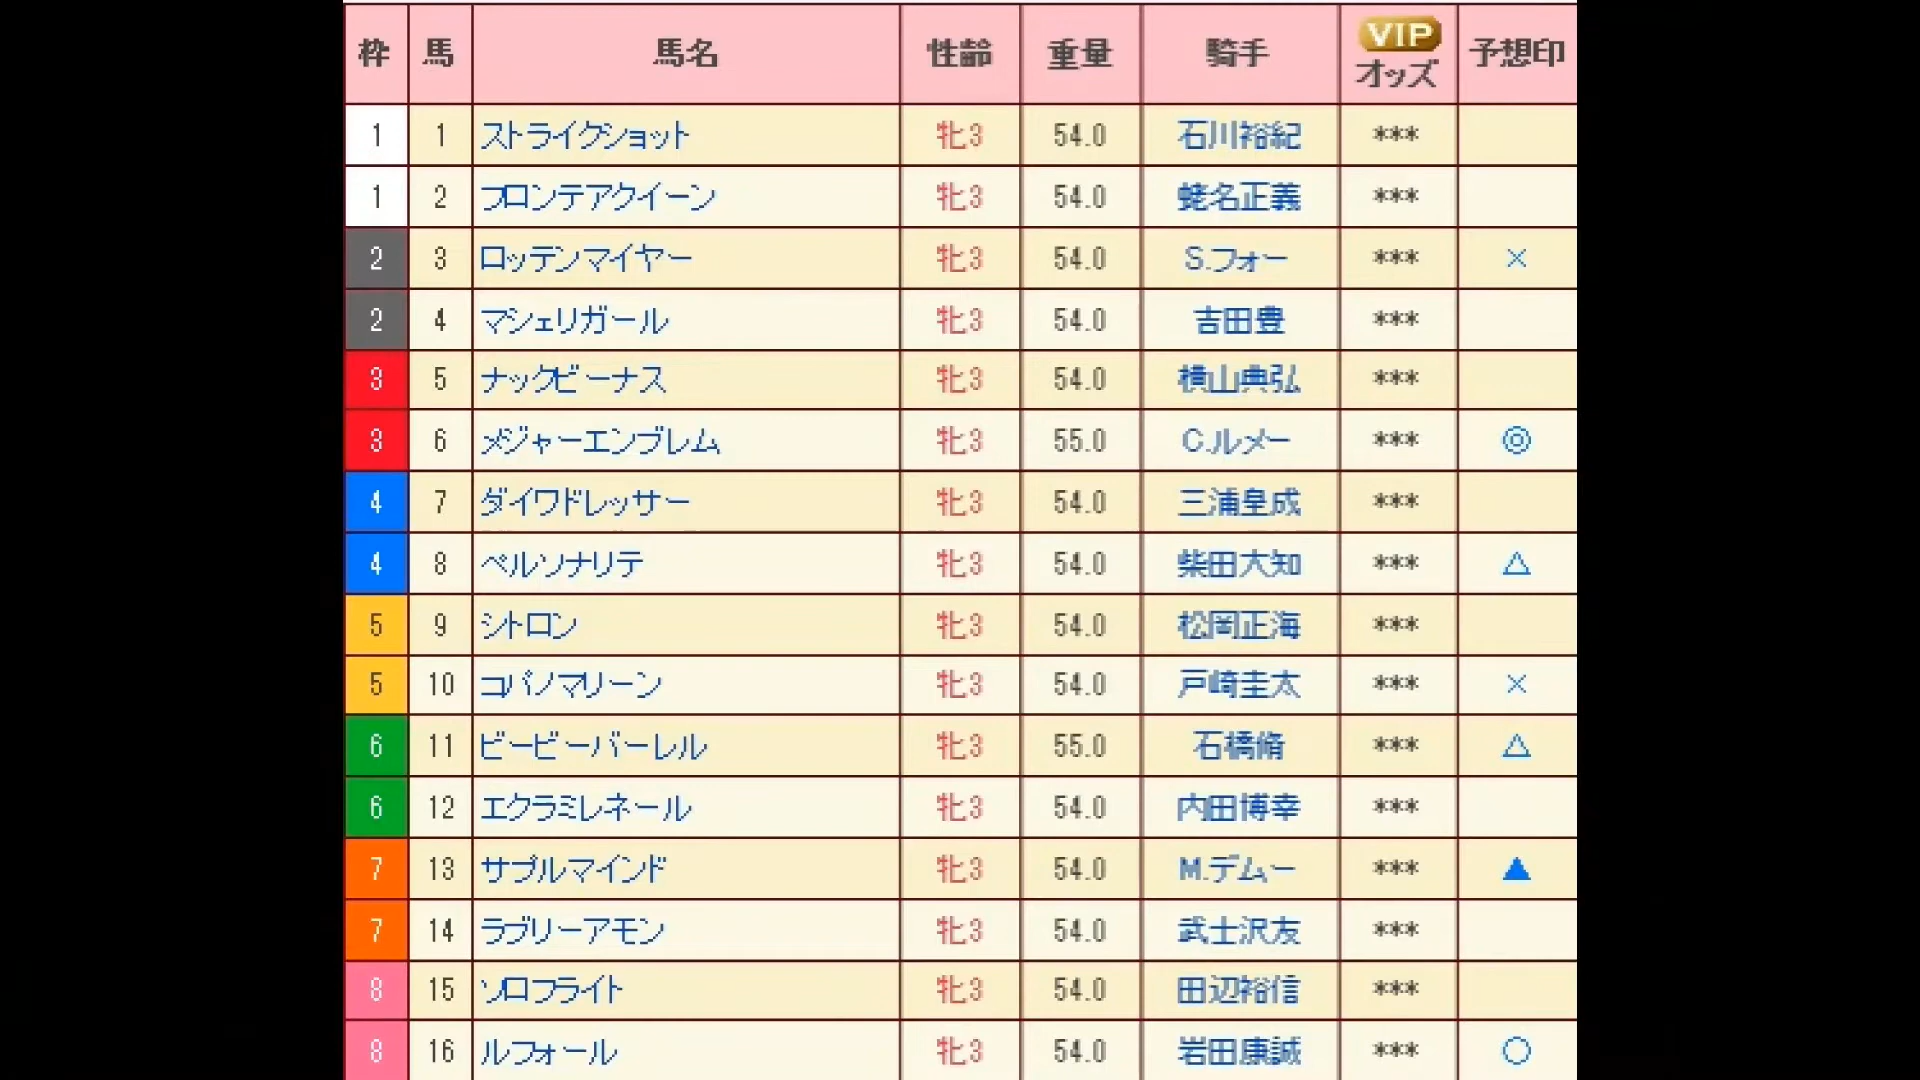 枠 馬 馬名 性齢 重量 騎手 VIP オッズ 予想印
1 1 ストライクショット 牝3 54.0 石川裕紀 ***
1 2 フロンテアクイーン 牝3 54.0 蛯名正義 ***
2 3 ロッテンマイヤー 牝3 54.0 S.フォー *** ×
2 4 マシェリガール 牝3 54.0 吉田豊 ***
3 5 ナックビーナス 牝3 54.0 横山典弘 ***
3 6 メジャーエンブレム 牝3 55.0 C.ルメー *** ◎
4 7 ダイワドレッサー 牝3 54.0 三浦皇成 ***
4 8 ペルソナリテ 牝3 54.0 柴田大知 *** △
5 9 シトロン 牝3 54.0 松岡正海 ***
5 10 コパノマリーン 牝3 54.0 戸崎圭太 *** ×
6 11 ビービーバーレル 牝3 55.0 石橋脩 *** △
6 12 エクラミレネール 牝3 54.0 内田博幸 ***
7 13 サプルマインド 牝3 54.0 M.デムー *** ▲
7 14 ラブリーアモン 牝3 54.0 武士沢友 ***
8 15 ソロフライト 牝3 54.0 田辺裕信 ***
8 16 ルフォール 牝3 54.0 岩田康誠 *** ○